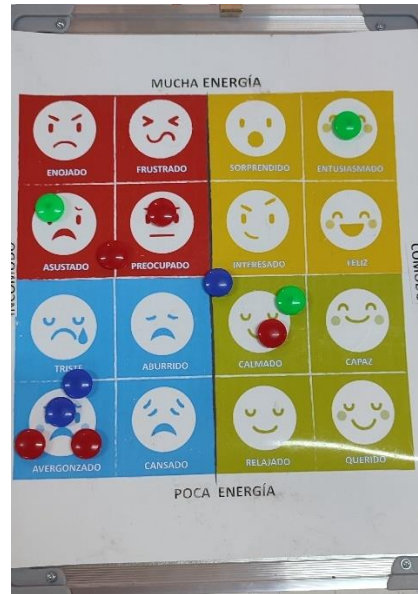 MUCHA ENERGÍA
ENOJADO
FRUSTRADO
SORPRENDIDO
ENTUSIASMADO
ASUSTADO
PREOCUPADO
INTERESADO
FELIZ
INCOMODO
TRISTE
ABURRIDO
CALMADO
CAPAZ
AVERGONZADO
CANSADO
RELAJADO
QUERIDO
POCA ENERGÍA